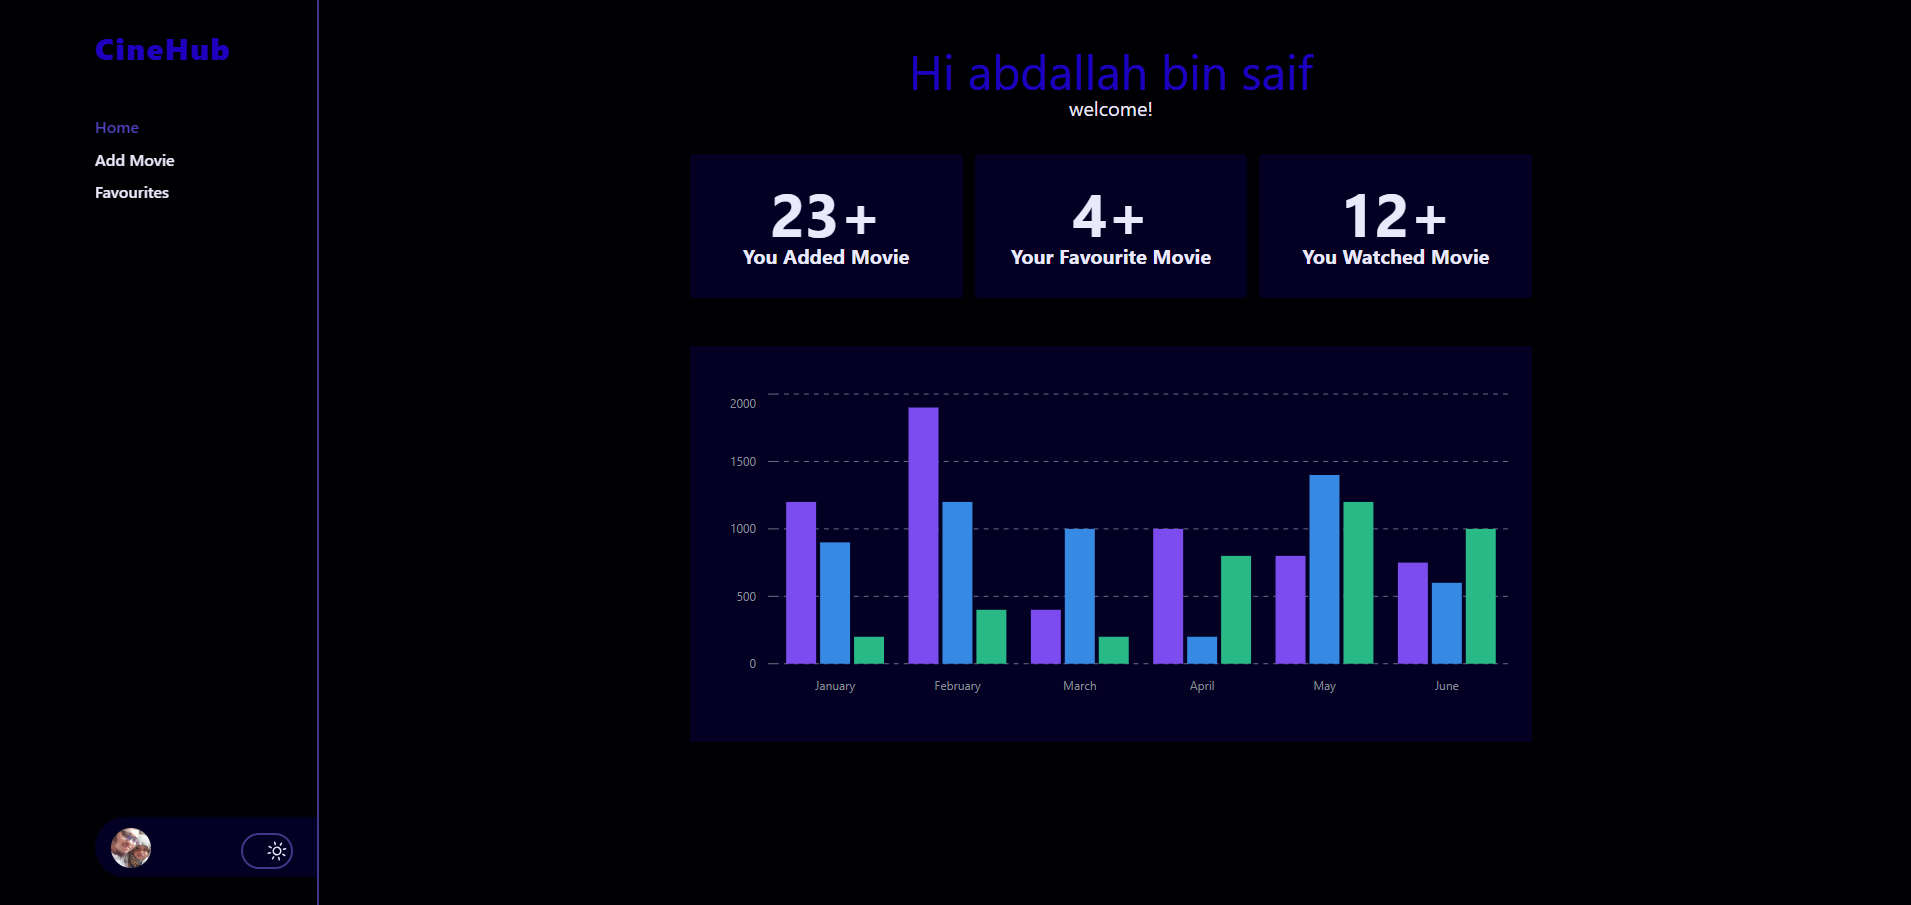 CineHub
Home
Add Movie
Favourites
Hi abdallah bin saif
welcome!
23+
You Added Movie
4+
Your Favourite Movie
12+
You Watched Movie
2000
1500
1000
500
0
January February March April May June